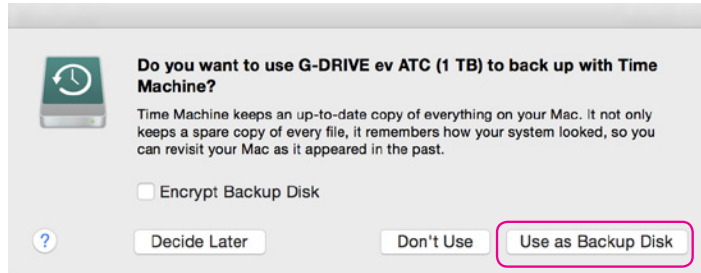 Do you want to use G-DRIVE ev ATC (1 TB) to back up with Time
Machine?
Time Machine keeps an up-to-date copy of everything on your Mac. It not only
keeps a spare copy of every file, it remembers how your system looked, so you
can revisit your Mac as it appeared in the past.
Encrypt Backup Disk
? Decide Later Don't Use Use as Backup Disk